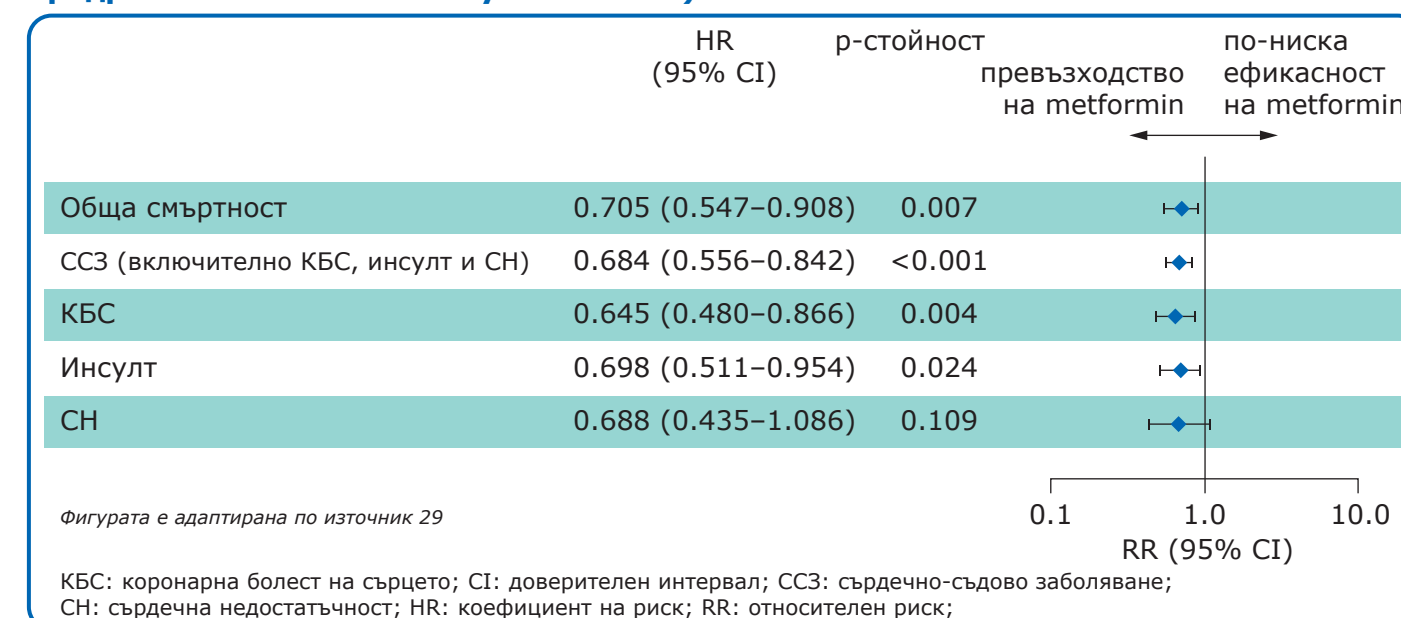 HR
(95% CI)
р-стойност
превъзходство
на metformin
по-ниска
ефикасност
на metformin
Обща смъртност 0.705 (0.547–0.908) 0.007
ССЗ (включително КБС, инсулт и СН) 0.684 (0.556–0.842) <0.001
КБС 0.645 (0.480–0.866) 0.004
Инсулт 0.698 (0.511–0.954) 0.024
СН 0.688 (0.435–1.086) 0.109
Фигурата е адаптирана по източник 29
0.1 1.0 10.0
RR (95% CI)
КБС: коронарна болест на сърцето; CI: доверителен интервал; ССЗ: сърдечно-съдово заболяване;
СН: сърдечна недостатъчност; HR: коефициент на риск; RR: относителен риск;